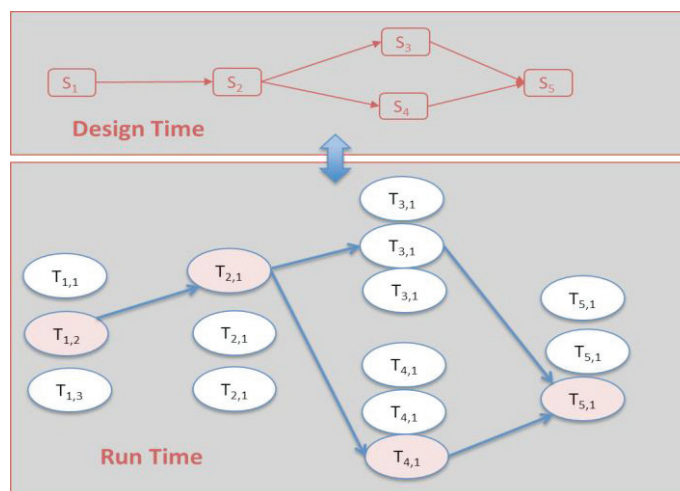 S3
S1
S2
S5
S4
Design Time
T3,1
T3,1
T1,1
T2,1
T3,1
T5,1
T1,2
T2,1
T5,1
T4,1
T1,3
T2,1
T4,1
T5,1
T4,1
Run Time